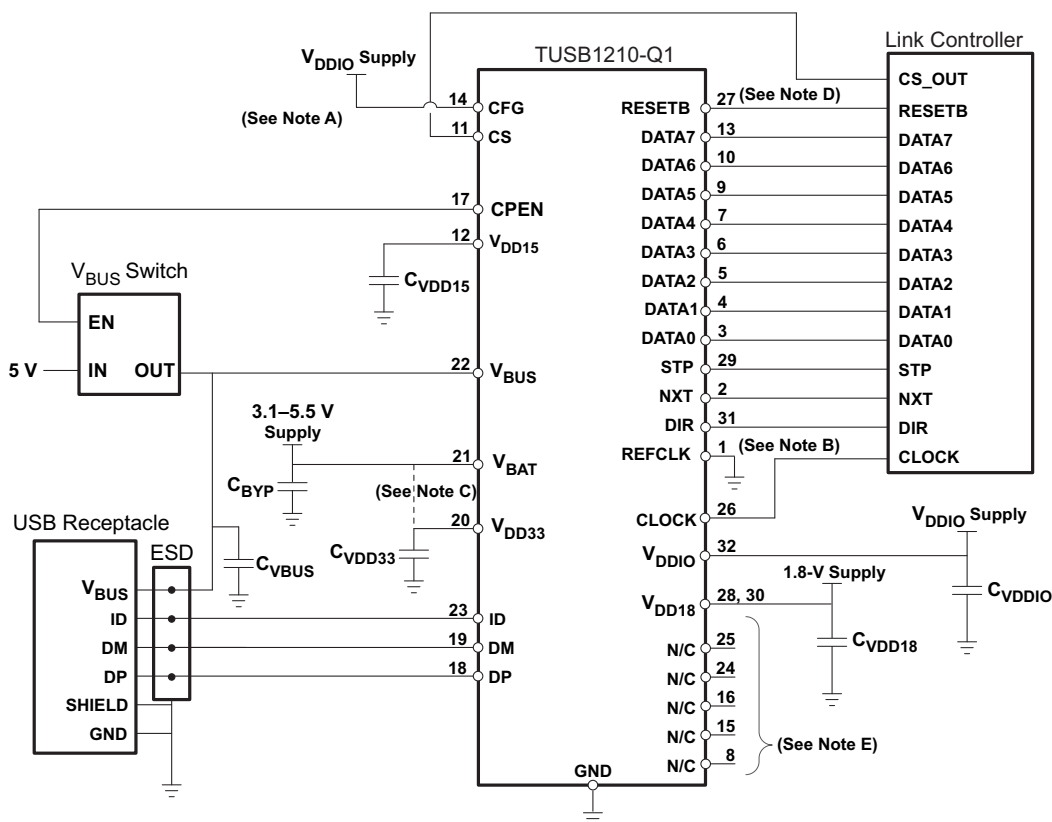 Link Controller
TUSB1210-Q1
VDDIO Supply
(See Note A)
14 CFG
11 CS
17 CPEN
12 VDD15
CVDD15
VBUS Switch
EN
5 V IN OUT
22 VBUS
3.1–5.5 V
Supply
21 VBAT
CBYP
(See Note C)
20 VDD33
CVDD33
USB Receptacle
ESD
CVBUS
VBUS
ID
DM
DP
SHIELD
GND
23 ID
19 DM
18 DP
GND
RESETB 27 (See Note D)
DATA7 13
DATA6 10
DATA5 9
DATA4 7
DATA3 6
DATA2 5
DATA1 4
DATA0 3
STP 29
NXT 2
DIR 31
REFCLK 1 (See Note B)
CLOCK 26
VDDIO 32
VDD18 28, 30
N/C 25
N/C 24
N/C 16
N/C 15
N/C 8
(See Note E)
CS_OUT
RESETB
DATA7
DATA6
DATA5
DATA4
DATA3
DATA2
DATA1
DATA0
STP
NXT
DIR
CLOCK
VDDIO Supply
CVDDIO
1.8-V Supply
CVDD18